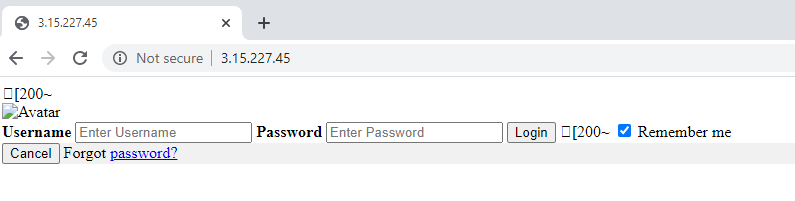 3.15.227.45
Not secure | 3.15.227.45
[200~
Avatar
Username Enter Username Password Enter Password Login [200~ Remember me
Cancel Forgot password?